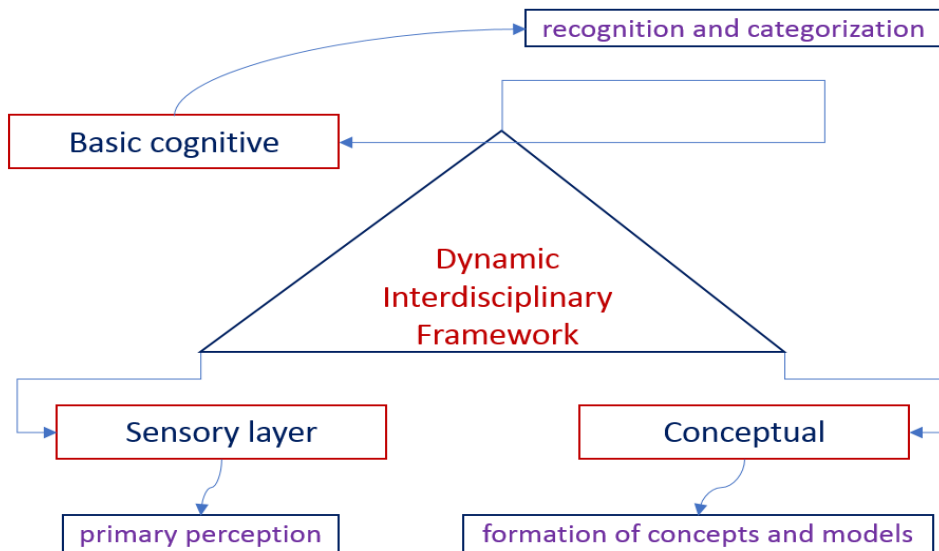 recognition and categorization
Basic cognitive
Dynamic
Interdisciplinary
Framework
Sensory layer
Conceptual
primary perception
formation of concepts and models